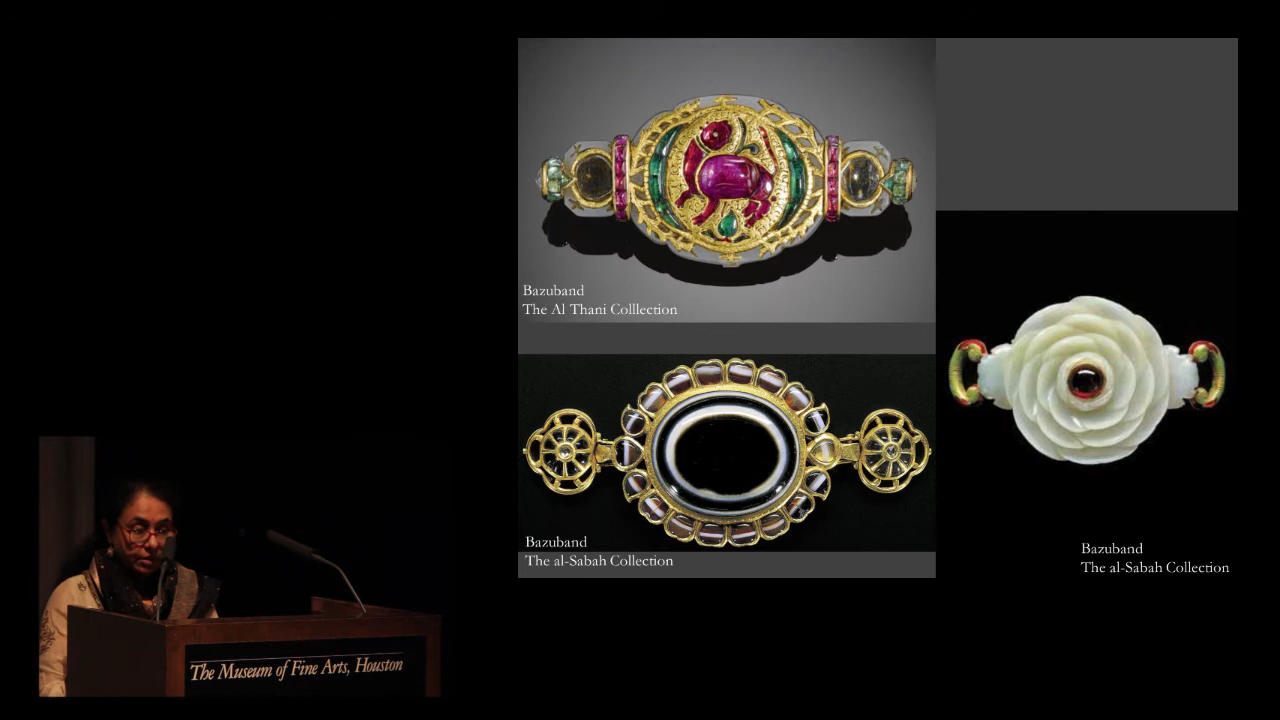 Bazuband
The Al Thani Colllection
Bazuband
The al-Sabah Collection
Bazuband
The al-Sabah Collection
The Museum of Fine Arts, Houston